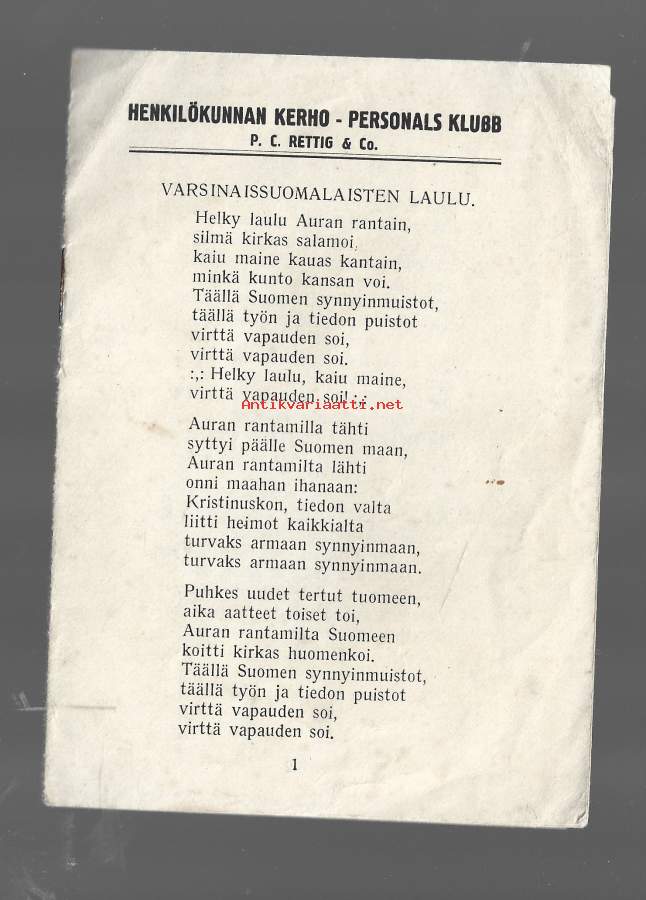 HENKILÖKUNNAN KERHO - PERSONALS KLUBB
P. C. RETTIG & Co.
VARSINAISSUOMALAISTEN LAULU.
Helky laulu Auran rantain,
silmä kirkas salamoi,
kaiu maine kauas kantain,
minkä kunto kansan voi.
Täällä Suomen synnyinmuistot,
täällä työn ja tiedon puistot
virttä vapauden soi,
virttä vapauden soi.
:,: Helky laulu, kaiu maine,
virttä vapauden soi! :,:
Antikvariaatti.net
Auran rantamilla tähti
syttyi päälle Suomen maan,
Auran rantamilta lähti
onni maahan ihanaan:
Kristinuskon, tiedon valta
liitti heimot kaikkialta
turvaks armaan synnyinmaan,
turvaks armaan synnyinmaan.
Puhkes uudet tertut tuomeen,
aika aatteet toiset toi,
Auran rantamilta Suomeen
koitti kirkas huomenkoi.
Täällä Suomen synnyinmuistot,
täällä työn ja tiedon puistot
virttä vapauden soi,
virttä vapauden soi.
1